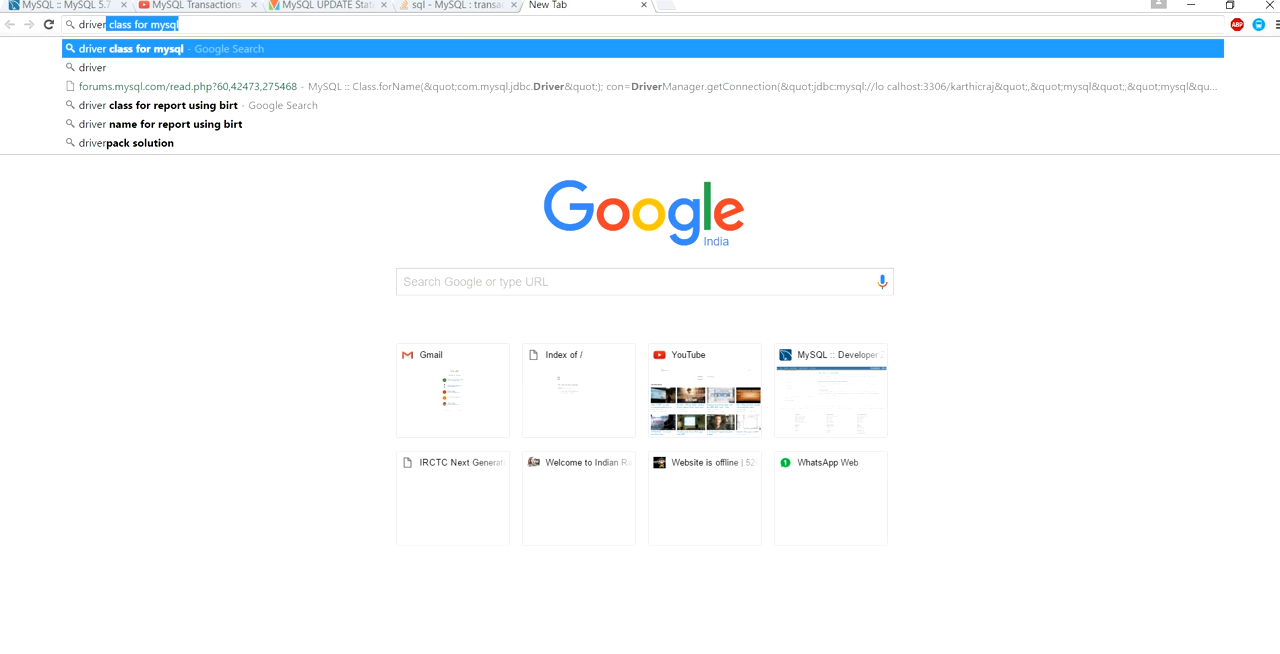 MySQL :: MySQL 5.7
MySQL Transactions
MySQL UPDATE Stat
sql - MySQL : transac
New Tab
driver class for mysql
ABP
driver class for mysql - Google Search
driver
forums.mysql.com/read.php?60,42473,275468 - MySQL :: Class.forName(&quot;com.mysql.jdbc.Driver&quot;); con=DriverManager.getConnection(&quot;jdbc:mysql://lo calhost:3306/karthicraj&quot;,&quot;mysql&quot;,&quot;mysql&qu...
driver class for report using birt - Google Search
driver name for report using birt
driverpack solution
Google
India
Search Google or type URL
Gmail
Index of /
YouTube
MySQL :: Developer Z
IRCTC Next Generati
Welcome to Indian Ra
Website is offline | 52
WhatsApp Web